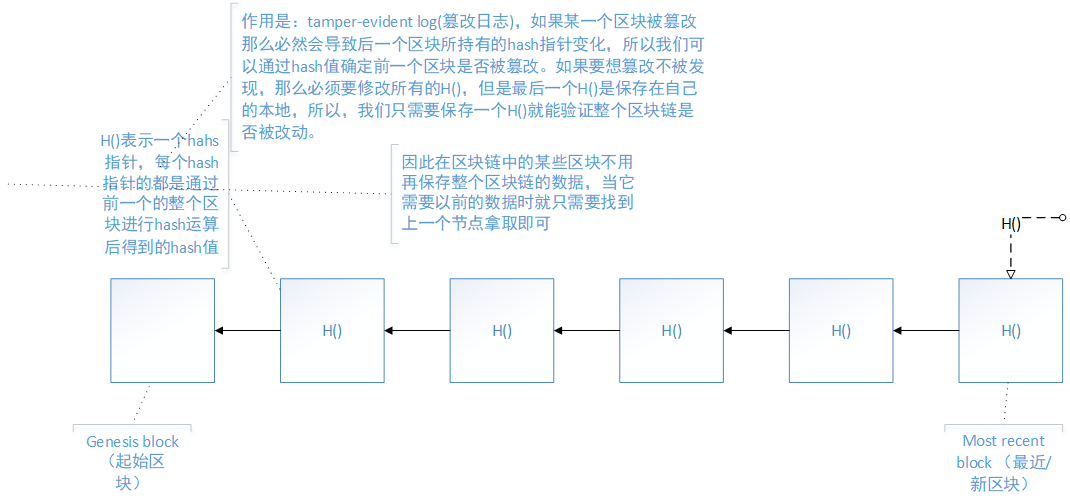 作用是：tamper-evident log(篡改日志)，如果某一个区块被篡改
那么必然会导致后一个区块所持有的hash指针变化，所以我们可
以通过hash值确定前一个区块是否被篡改。如果要想篡改不被发
现，那么必须要修改所有的H()，但是最后一个H()是保存在自己
的本地，所以，我们只需要保存一个H()就能验证整个区块链是
否被改动。
H()表示一个hahs
指针，每个hash
指针的都是通过
前一个的整个区
块进行hash运算
后得到的hash值
因此在区块链中的某些区块不用
再保存整个区块链的数据，当它
需要以前的数据时就只需要找到
上一个节点拿取即可
H()
H()
H()
H()
H()
H()
Genesis block
（起始区
块）
Most recent
block （最近/
新区块）